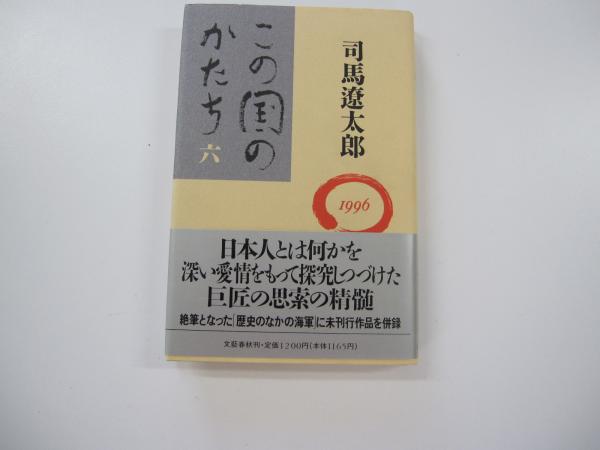 この国の
かたち
六
司馬遼太郎
1996
日本人とは何かを
深い愛情をもって探究しつづけた
巨匠の思索の精髄
絶筆となった「歴史のなかの海軍」に未刊行作品を併録
文藝春秋刊・定価1200円(本体1165円)